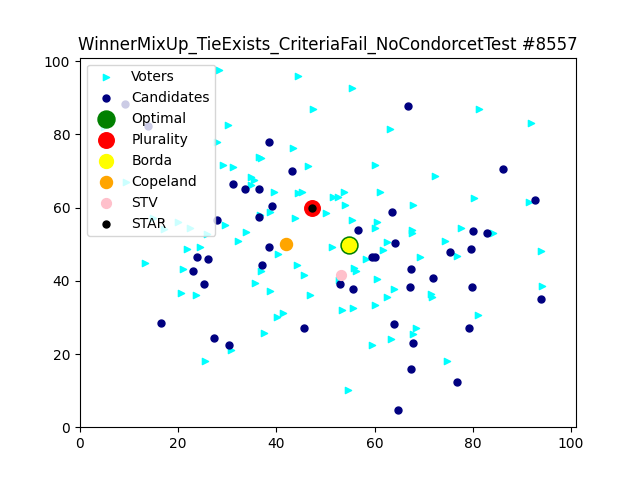 WinnerMixUp_TieExists_CriteriaFail_NoCondorcetTest #8557
100
80
60
40
20
0
Voters
Candidates
Optimal
Plurality
Borda
Copeland
STV
STAR
0 20 40 60 80 100